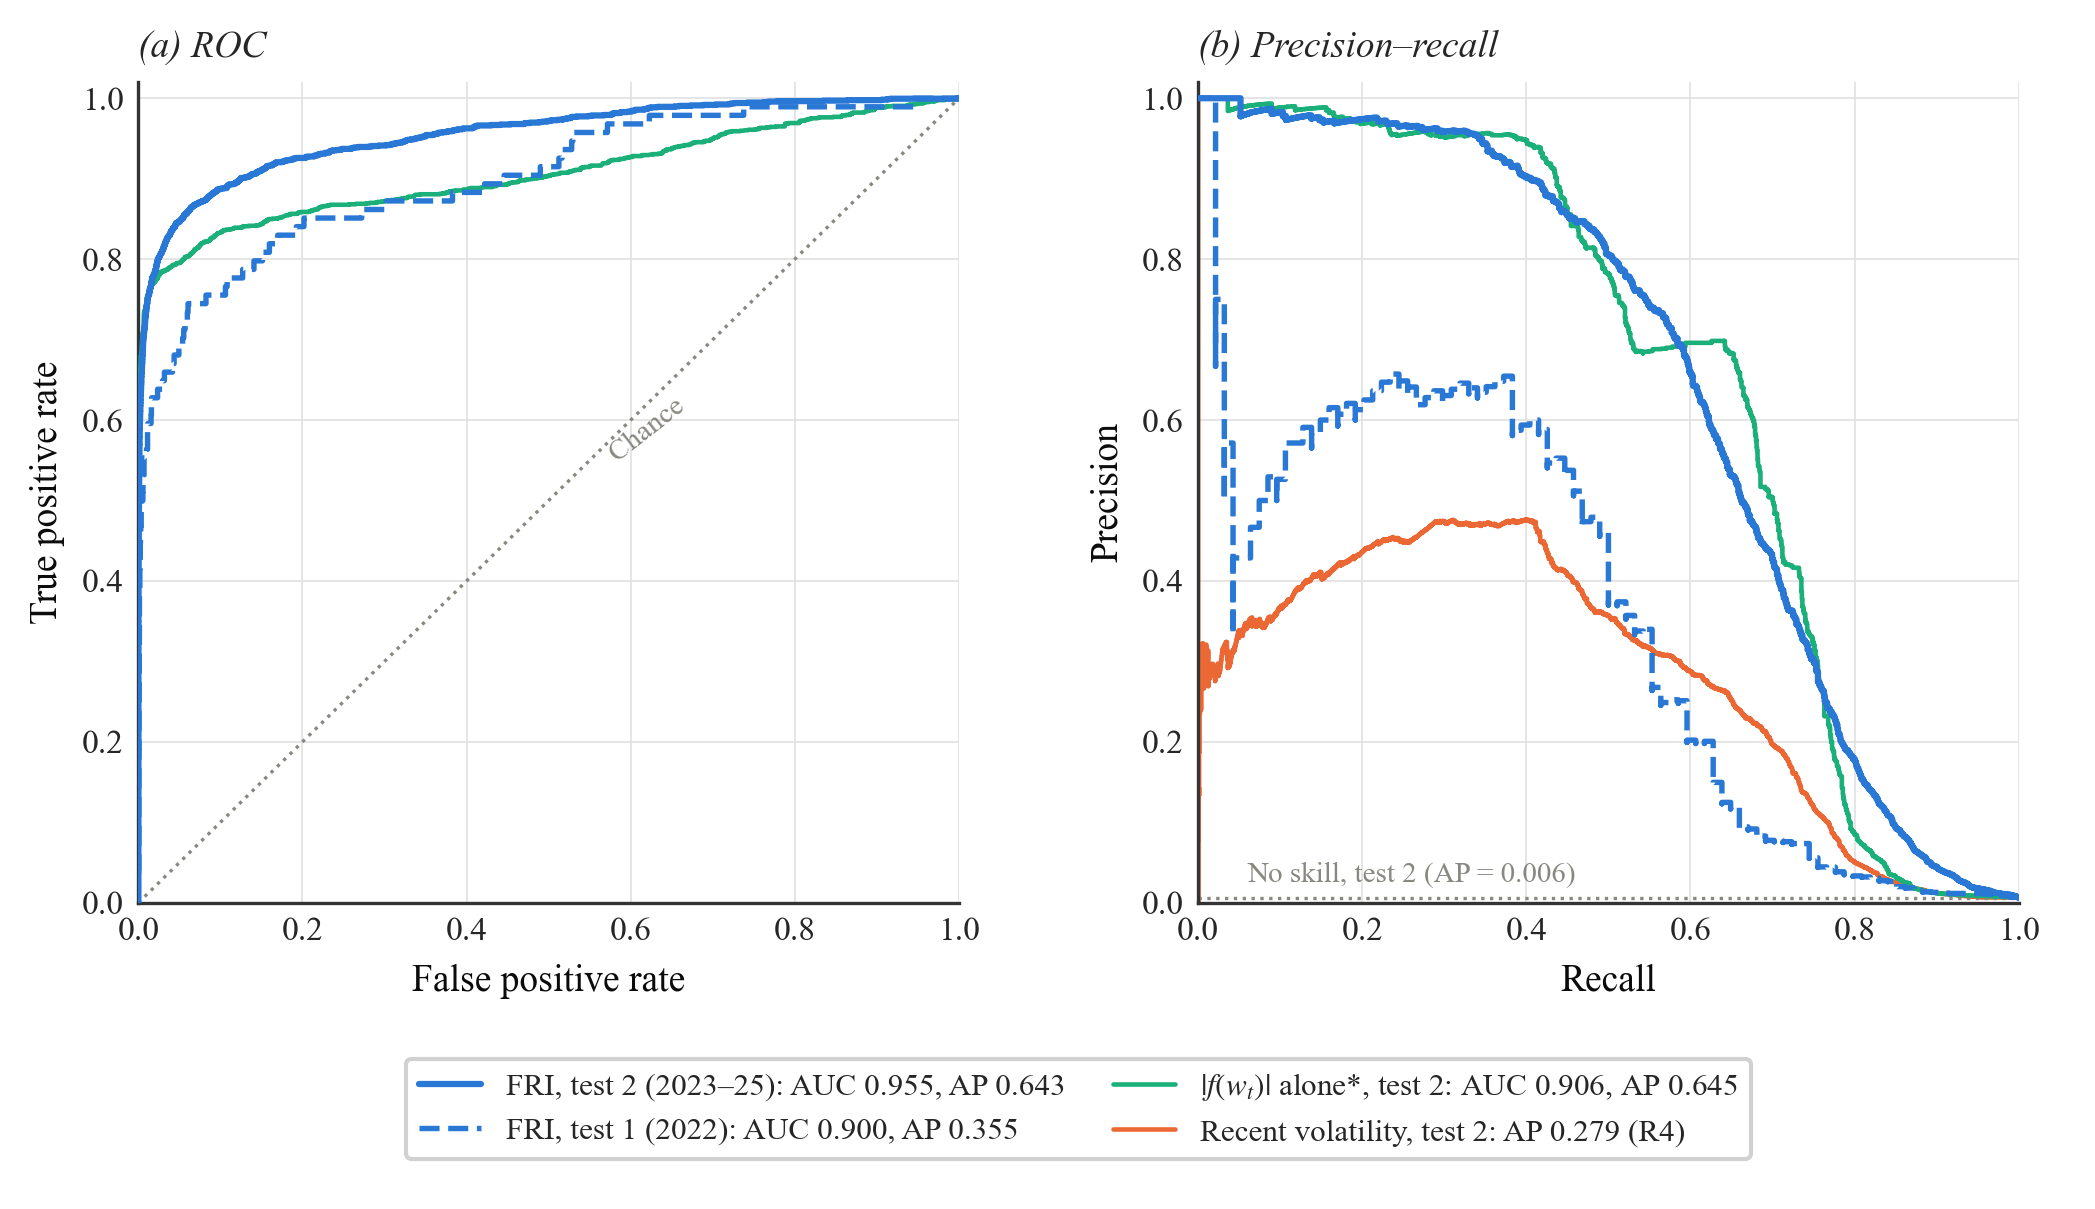 (a) ROC
1.0
0.8
0.6
0.4
0.2
0.0
True positive rate
Chance
0.0 0.2 0.4 0.6 0.8 1.0
False positive rate
(b) Precision–recall
1.0
0.8
0.6
0.4
0.2
0.0
Precision
No skill, test 2 (AP = 0.006)
0.0 0.2 0.4 0.6 0.8 1.0
Recall
FRI, test 2 (2023–25): AUC 0.955, AP 0.643
FRI, test 1 (2022): AUC 0.900, AP 0.355
|f(wₜ)| alone*, test 2: AUC 0.906, AP 0.645
Recent volatility, test 2: AP 0.279 (R4)